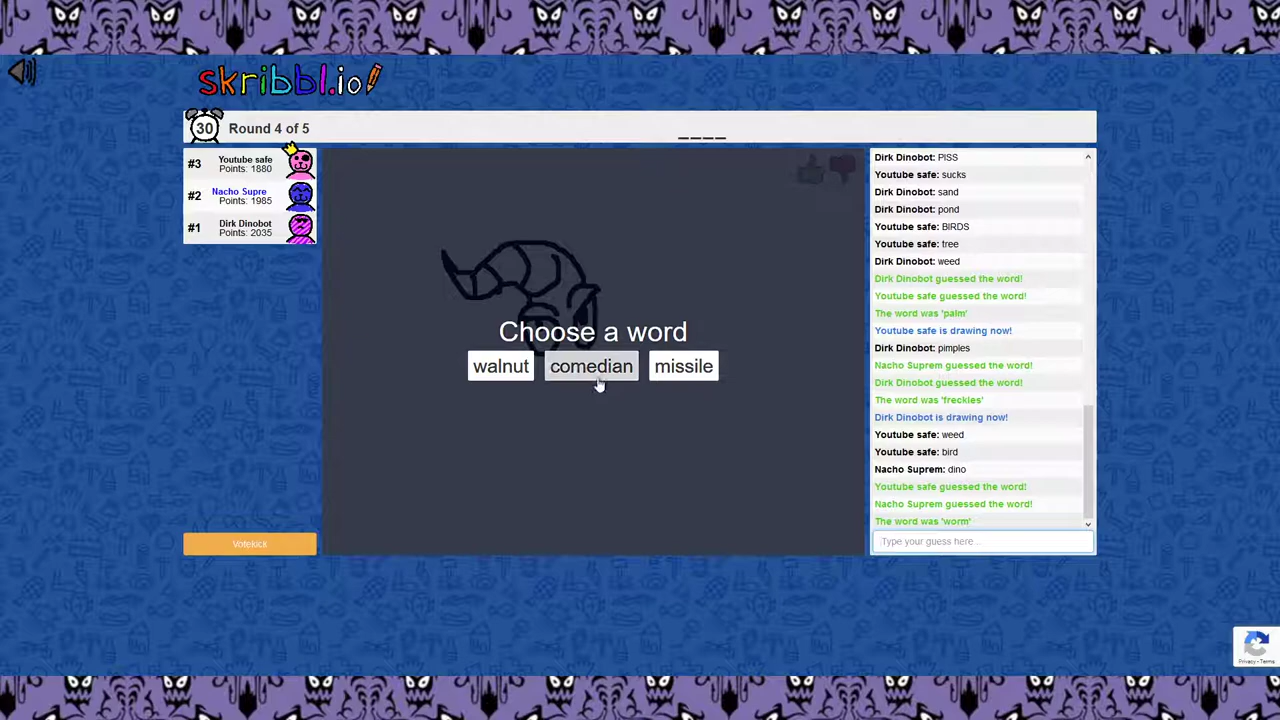 skribbl.io
30 Round 4 of 5 ____
#3 Youtube safe
Points: 1880
#2 Nacho Supre
Points: 1985
#1 Dirk Dinobot
Points: 2035
Votekick
Choose a word
walnut comedian missile
Dirk Dinobot: PISS
Youtube safe: sucks
Dirk Dinobot: sand
Dirk Dinobot: pond
Youtube safe: BIRDS
Youtube safe: tree
Dirk Dinobot: weed
Dirk Dinobot guessed the word!
Youtube safe guessed the word!
The word was 'palm'
Youtube safe is drawing now!
Dirk Dinobot: pimples
Nacho Suprem guessed the word!
Dirk Dinobot guessed the word!
The word was 'freckles'
Dirk Dinobot is drawing now!
Youtube safe: weed
Youtube safe: bird
Nacho Suprem: dino
Youtube safe guessed the word!
Nacho Suprem guessed the word!
The word was 'worm'
Type your guess here...
Privacy - Terms